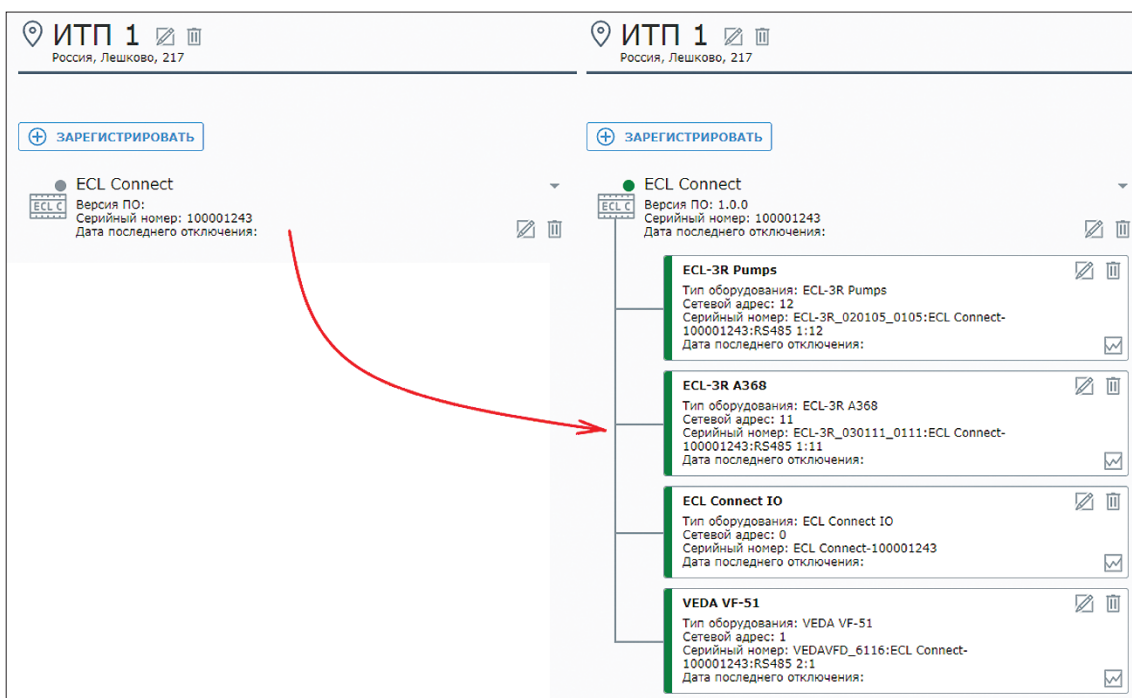 ИТП 1
Россия, Лешково, 217
ЗАРЕГИСТРИРОВАТЬ
ECL C
ECL Connect
Версия ПО:
Серийный номер: 100001243
Дата последнего отключения:
ИТП 1
Россия, Лешково, 217
ЗАРЕГИСТРИРОВАТЬ
ECL C
ECL Connect
Версия ПО: 1.0.0
Серийный номер: 100001243
Дата последнего отключения:
ECL-3R Pumps
Тип оборудования: ECL-3R Pumps
Сетевой адрес: 12
Серийный номер: ECL-3R_020105_0105:ECL Connect-
100001243:RS485 1:12
Дата последнего отключения:
ECL-3R A368
Тип оборудования: ECL-3R A368
Сетевой адрес: 11
Серийный номер: ECL-3R_030111_0111:ECL Connect-
100001243:RS485 1:11
Дата последнего отключения:
ECL Connect IO
Тип оборудования: ECL Connect IO
Сетевой адрес: 0
Серийный номер: ECL Connect-100001243
Дата последнего отключения:
VEDA VF-51
Тип оборудования: VEDA VF-51
Сетевой адрес: 1
Серийный номер: VEDAVFD_6116:ECL Connect-
100001243:RS485 2:1
Дата последнего отключения: